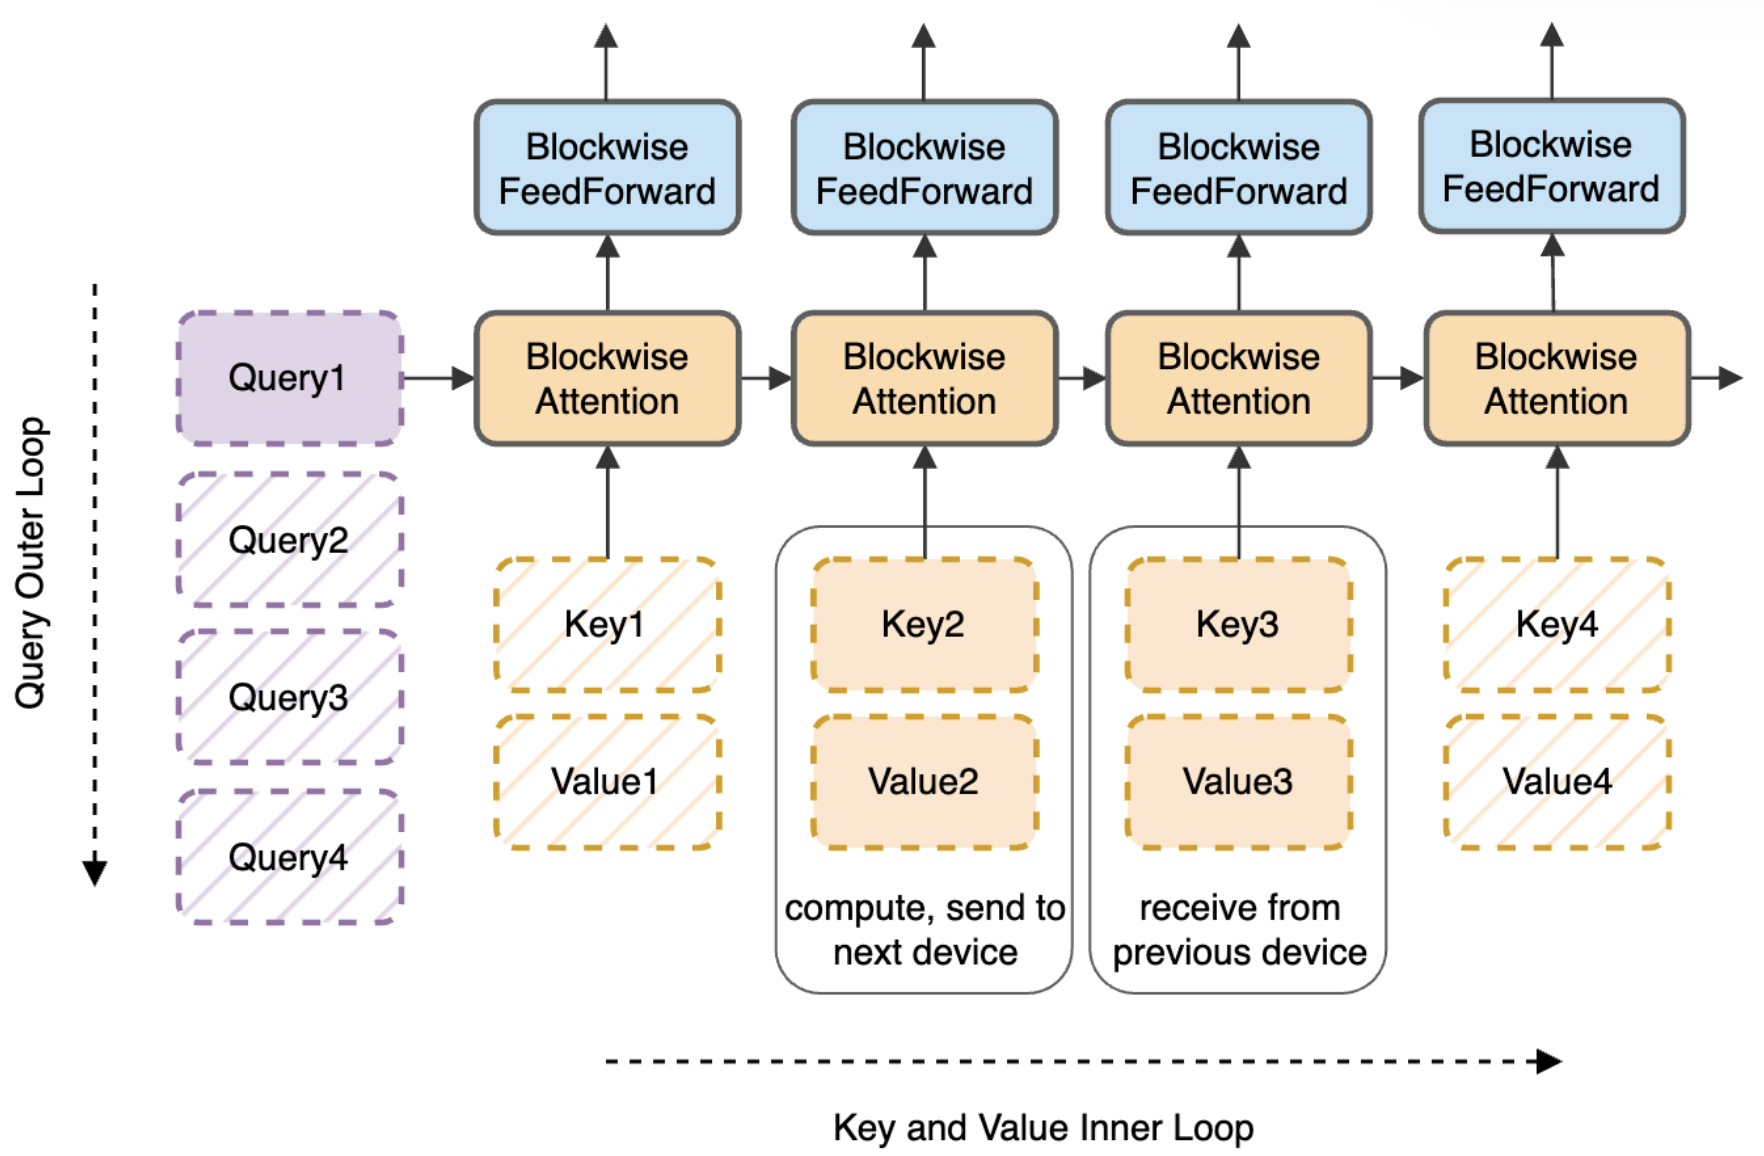 Blockwise
FeedForward
Blockwise
FeedForward
Blockwise
FeedForward
Blockwise
FeedForward
Query Outer Loop
Query1
Blockwise
Attention
Blockwise
Attention
Blockwise
Attention
Blockwise
Attention
Query2
Query3
Query4
Key1
Value1
Key2
Value2
compute, send to
next device
Key3
Value3
receive from
previous device
Key4
Value4
Key and Value Inner Loop